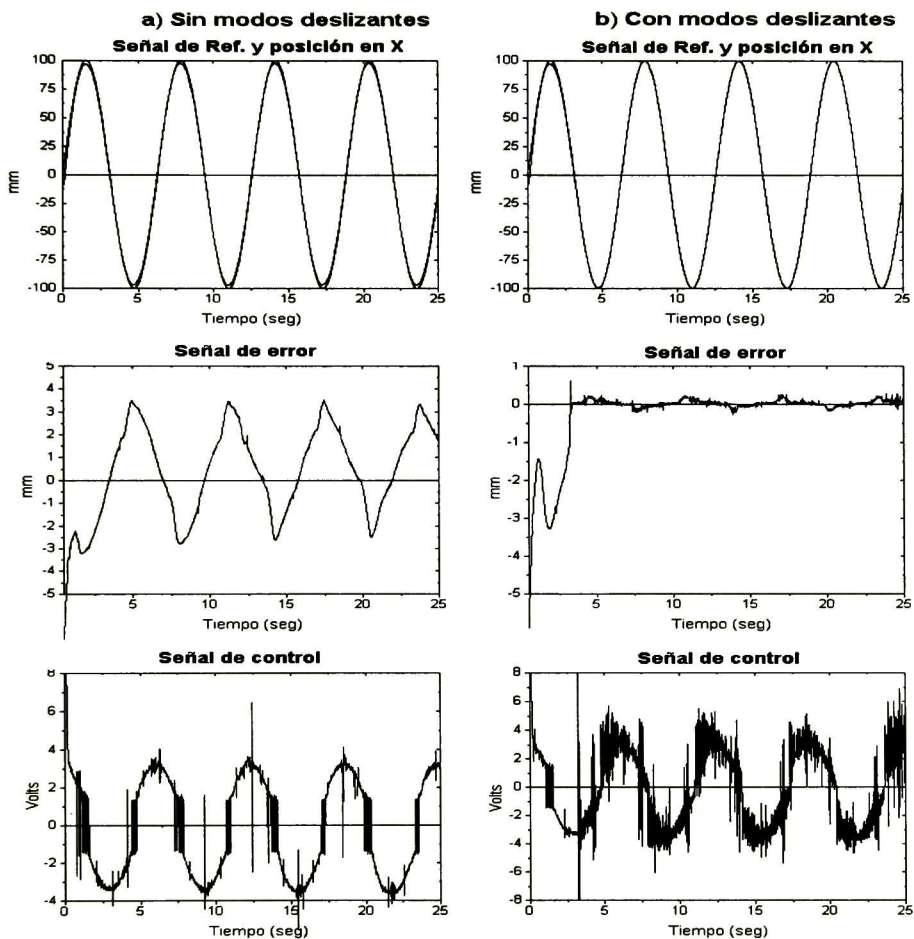 a) Sin modos deslizantes
Señal de Ref. y posición en X
100
75
50
25
0
-25
-50
-75
-100
mm
0 5 10 15 20 25
Tiempo (seg)
Señal de error
5
4
3
2
1
0
-1
-2
-3
-4
-5
mm
5 10 15 20 25
Tiempo (seg)
Señal de control
8
6
4
2
0
-2
-4
Volts
0 5 10 15 20 25
Tiempo (seg)
b) Con modos deslizantes
Señal de Ref. y posición en X
100
75
50
25
0
-25
-50
-75
-100
mm
0 5 10 15 20 25
Tiempo (seg)
Señal de error
1
0
-1
-2
-3
-4
-5
mm
5 10 15 20 25
Tiempo (seg)
Señal de control
8
6
4
2
0
-2
-4
-6
-8
Volts
0 5 10 15 20 25
Tiempo (seg)